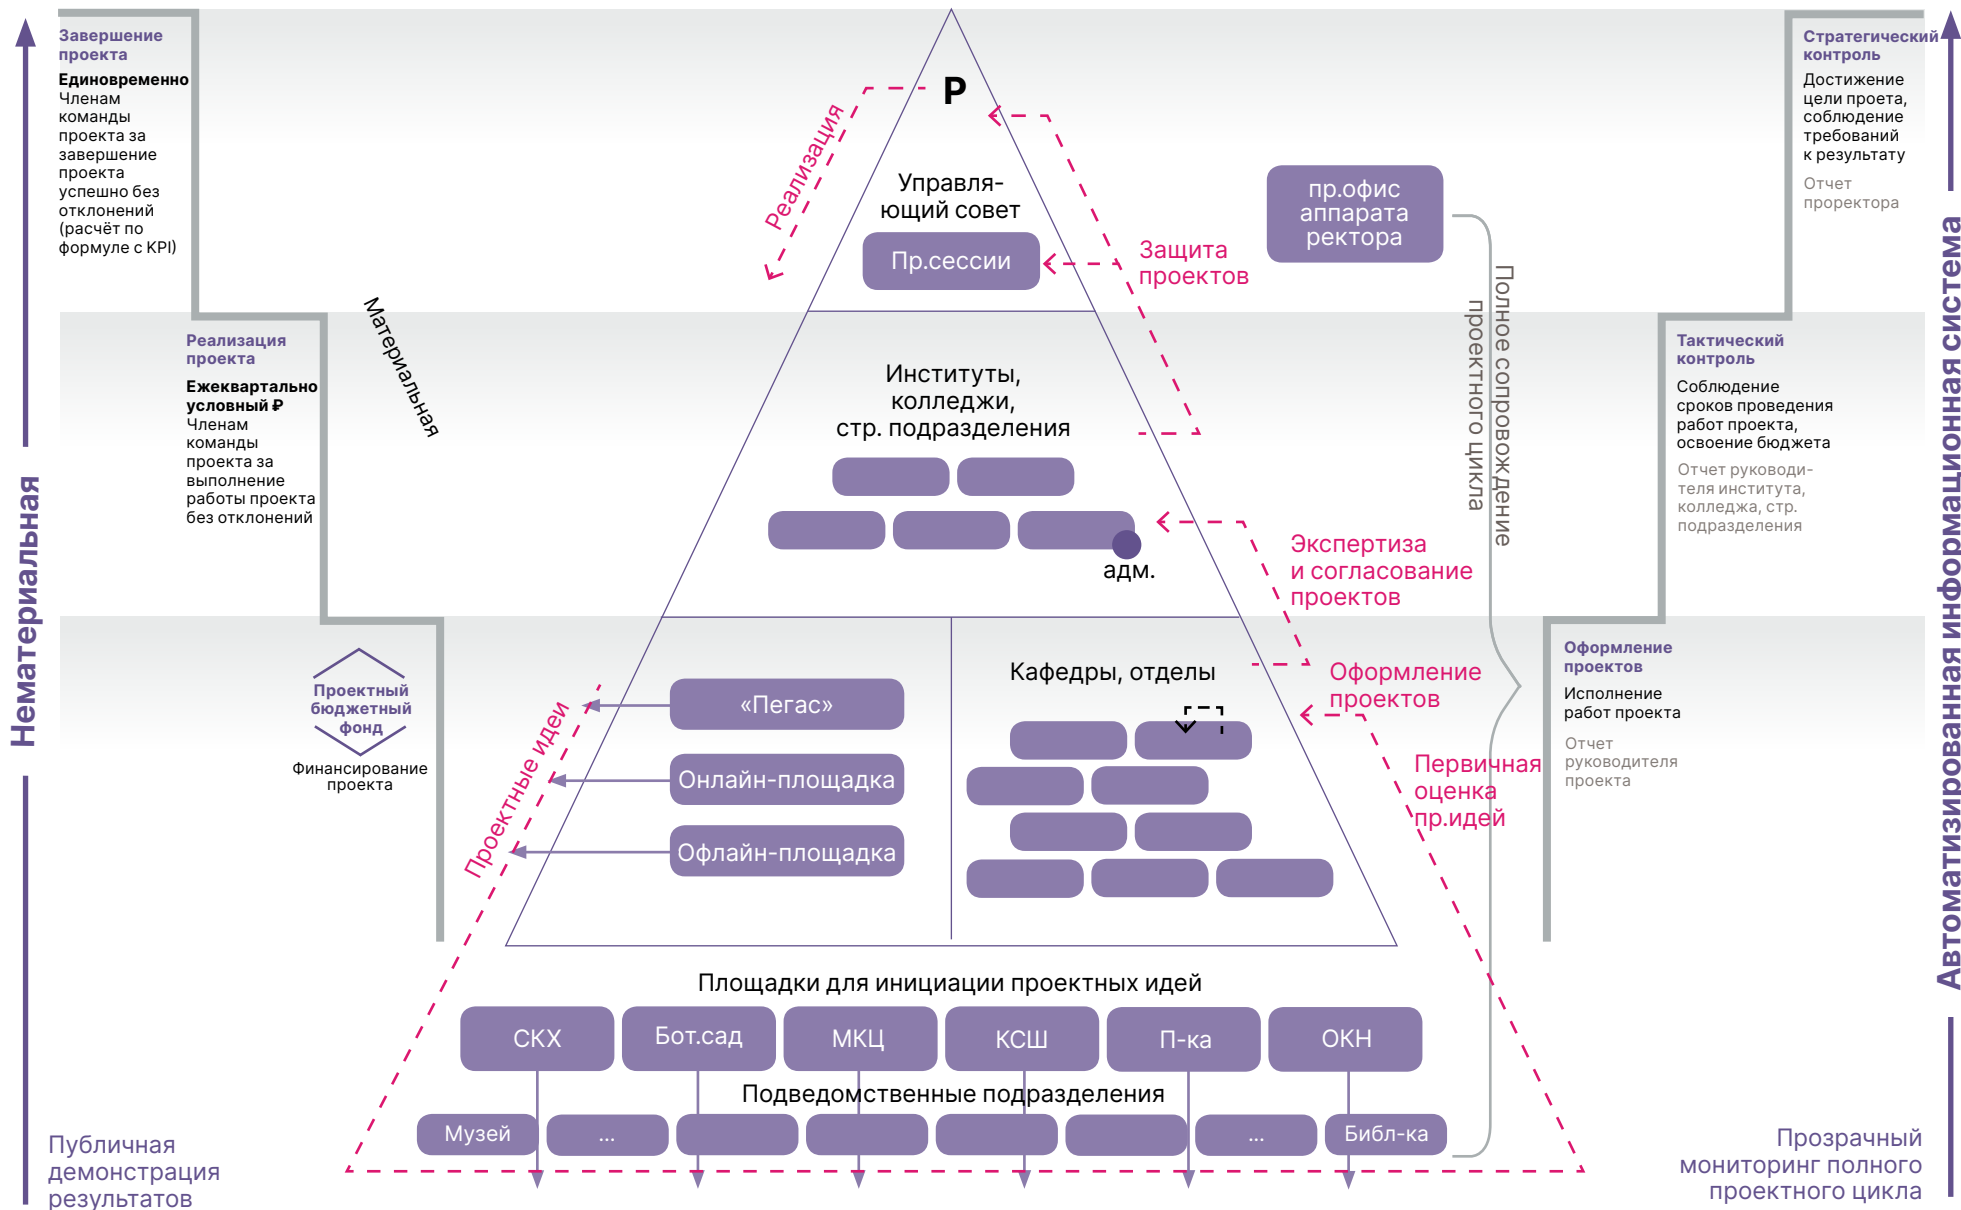 Завершение
проекта
Единовременно
Членам
команды
проекта за
завершение
проекта
успешно без
отклонений
(расчёт по
формуле с KPI)
Реализация
проекта
Ежеквартально
условный ₽
Членам
команды
проекта за
выполнение
работы проекта
без отклонений
Проектный
бюджетный
фонд
Финансирование
проекта
Нематериальная
Материальная
Публичная
демонстрация
результатов
Р
Реализация
Управля-
ющий совет
Пр.сессии
Защита
проектов
пр.офис
аппарата
ректора
Полное сопровождение
проектного цикла
Институты,
колледжи,
стр. подразделения
адм.
Экспертиза
и согласование
проектов
Проектные идеи
«Пегас»
Онлайн-площадка
Офлайн-площадка
Кафедры, отделы
Оформление
проектов
Первичная
оценка
пр.идей
Площадки для инициации проектных идей
СКХ
Бот.сад
МКЦ
КСШ
П-ка
ОКН
Подведомственные подразделения
Музей
...
...
Библ-ка
Стратегический
контроль
Достижение
цели проета,
соблюдение
требований
к результату
Отчет
проректора
Тактический
контроль
Соблюдение
сроков проведения
работ проекта,
освоение бюджета
Отчет руководи-
теля института,
колледжа, стр.
подразделения
Оформление
проектов
Исполнение
работ проекта
Отчет
руководителя
проекта
Автоматизированная информационная система
Прозрачный
мониторинг полного
проектного цикла